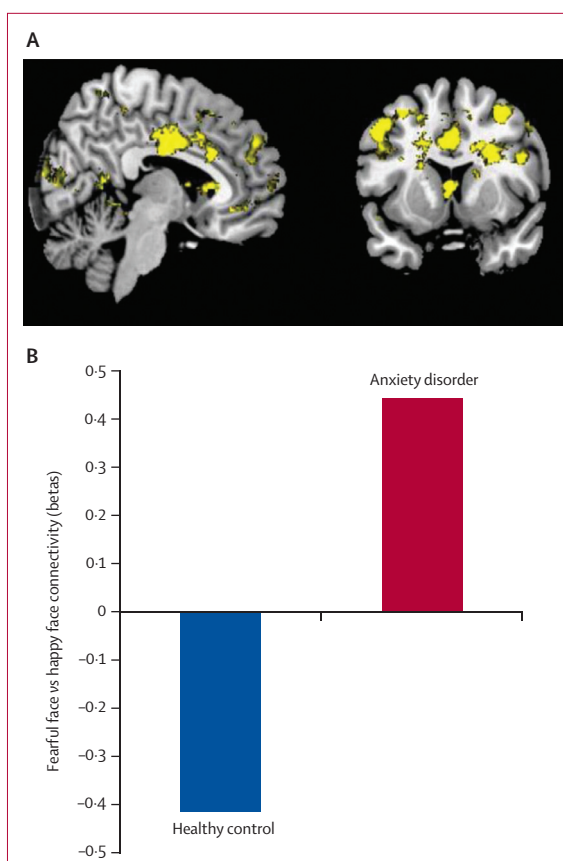 A
B
0·5
Anxiety disorder
0·4
0·3
0·2
0·1
0
–0·1
–0·2
–0·3
–0·4
Healthy control
–0·5
Fearful face vs happy face connectivity (betas)